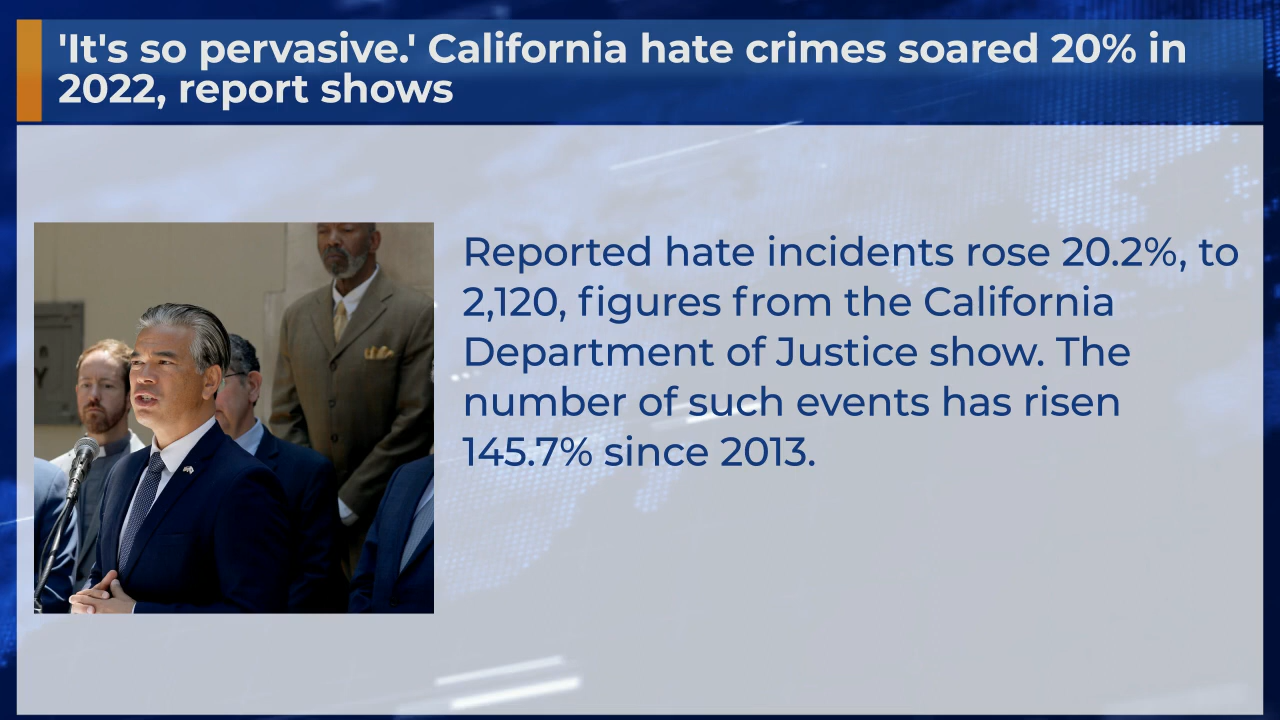 'It's so pervasive.' California hate crimes soared 20% in
2022, report shows
Reported hate incidents rose 20.2%, to
2,120, figures from the California
Department of Justice show. The
number of such events has risen
145.7% since 2013.